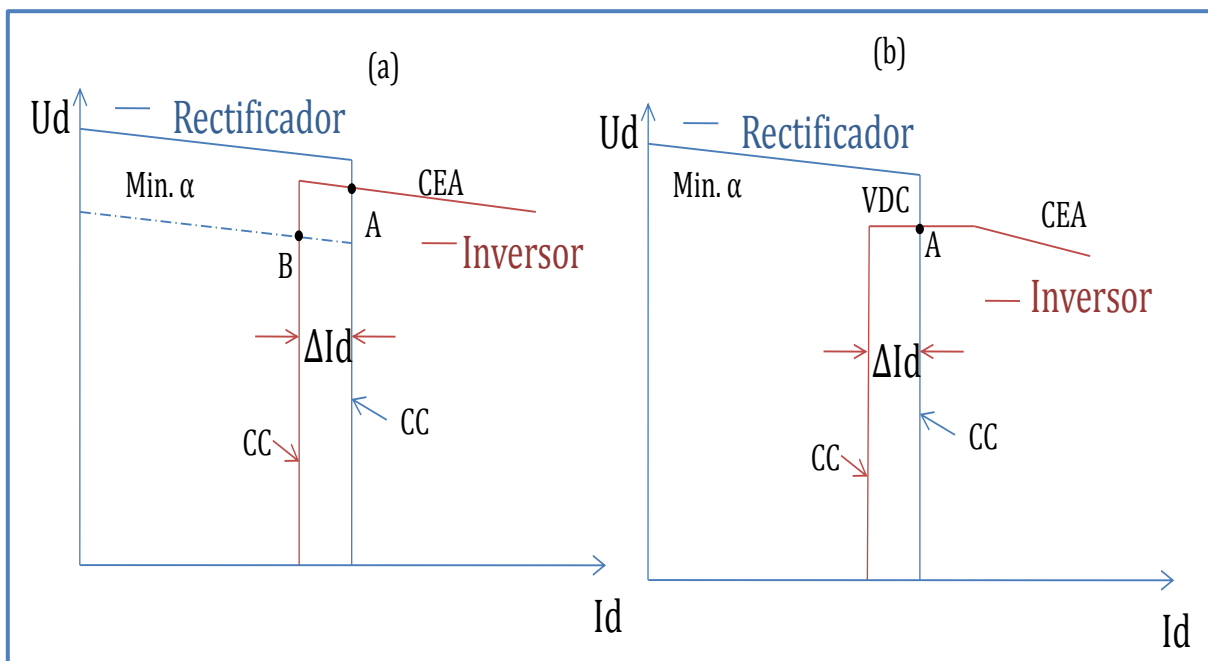 (a)
Ud
Rectificador
Min. α
CEA
A
B
Inversor
ΔId
CC
CC
Id
(b)
Ud
Rectificador
Min. α
VDC
CEA
A
Inversor
ΔId
CC
CC
Id